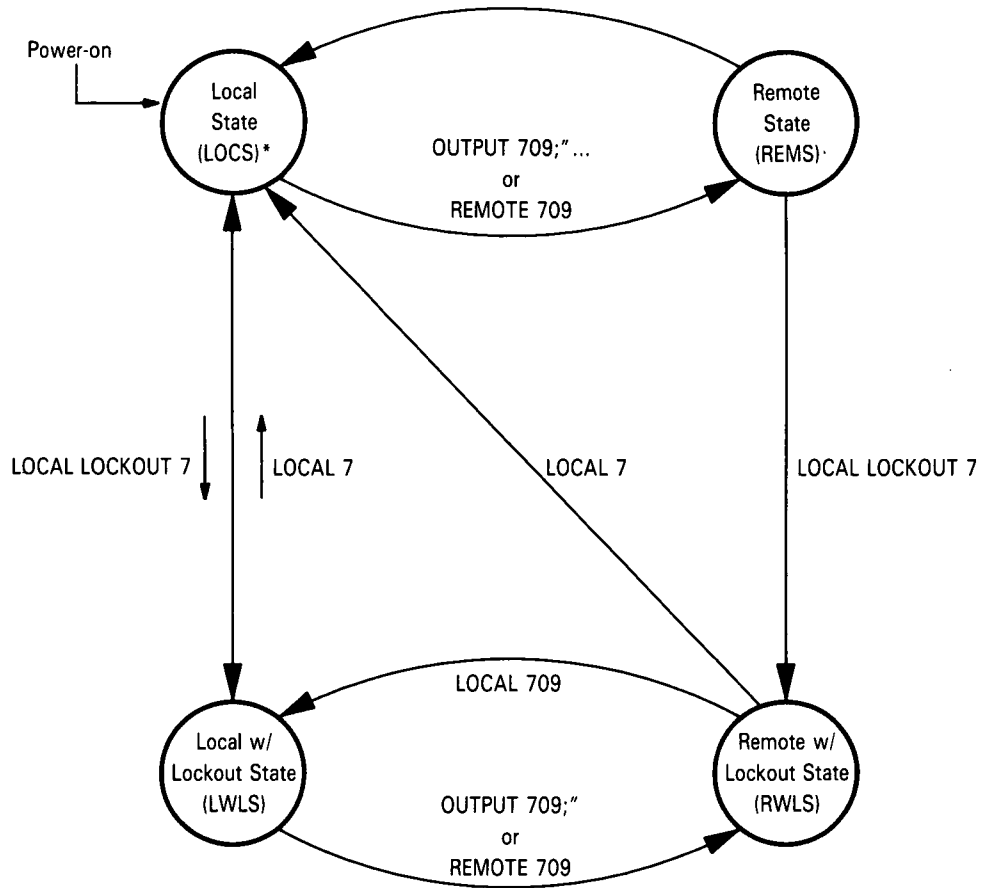 Power-on
Local
State
(LOCS)*
Remote
State
(REMS)
OUTPUT 709;"...
or
REMOTE 709
LOCAL LOCKOUT 7
LOCAL 7
LOCAL 7
LOCAL LOCKOUT 7
LOCAL 709
Local w/
Lockout State
(LWLS)
Remote w/
Lockout State
(RWLS)
OUTPUT 709;"
or
REMOTE 709